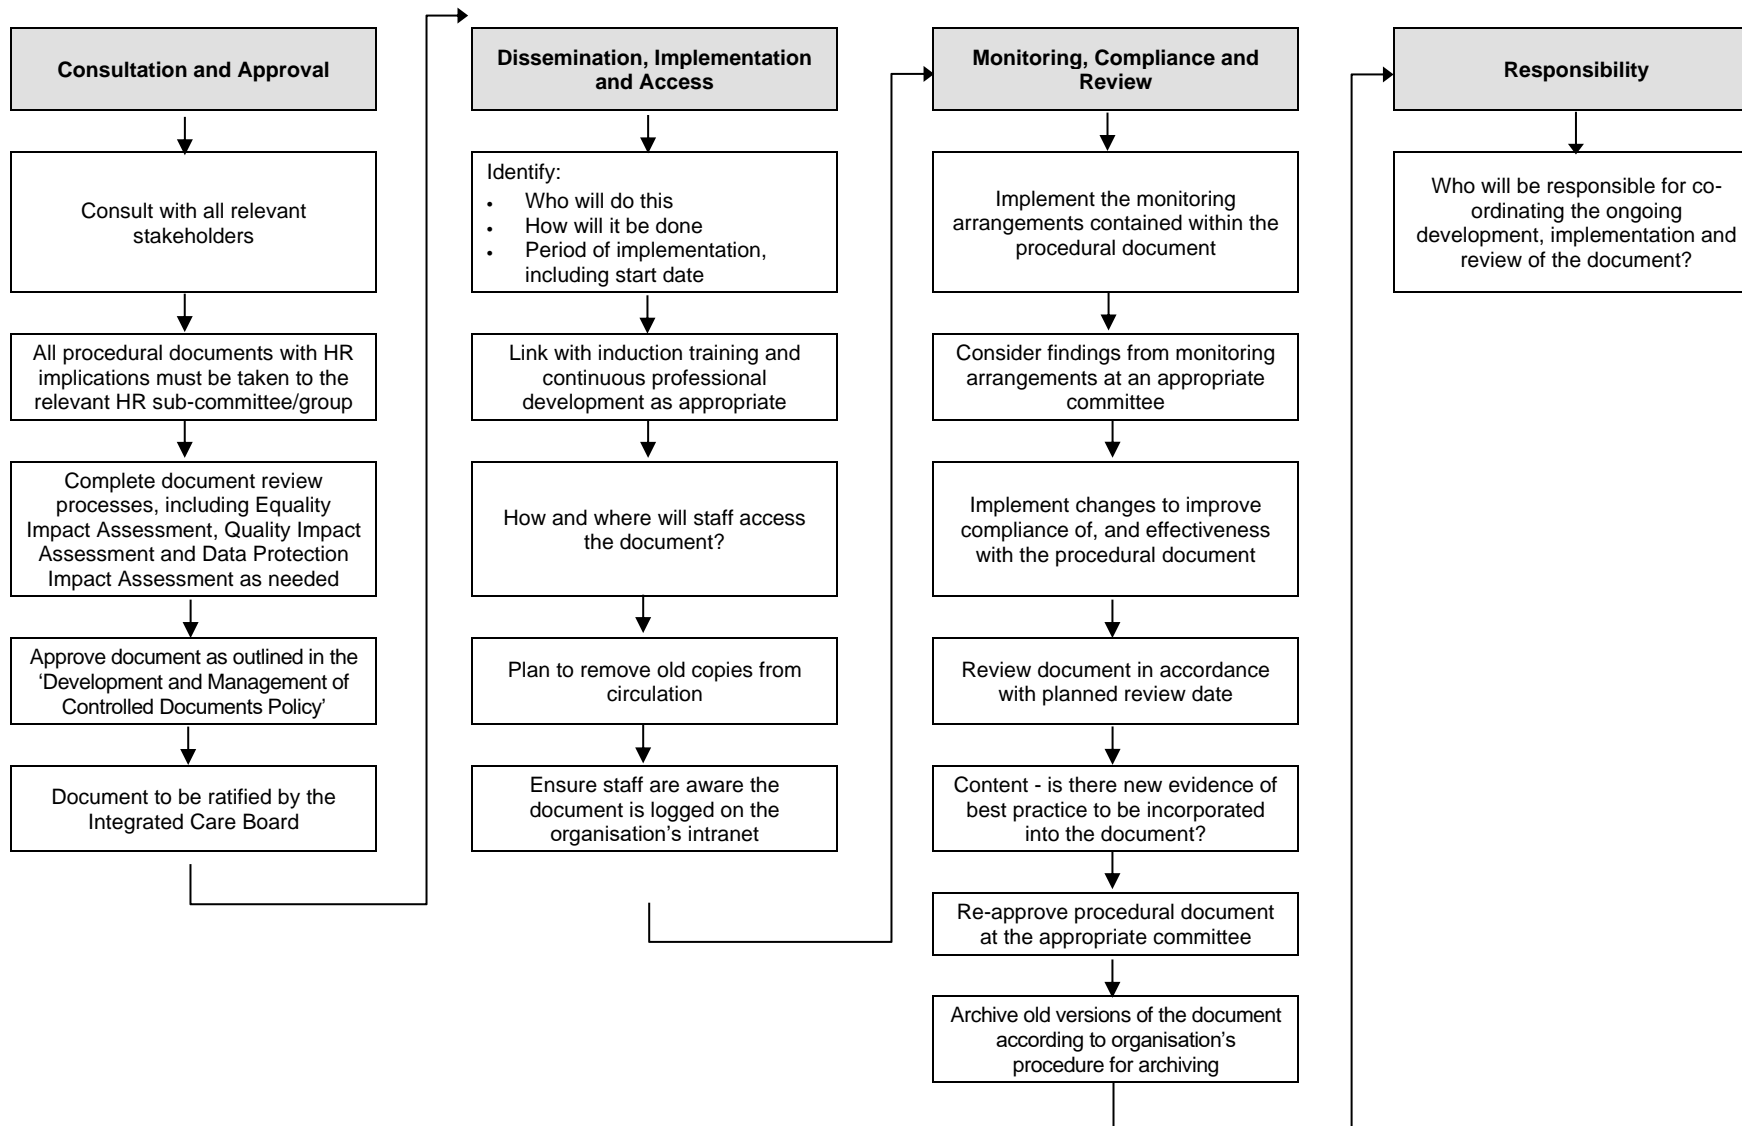 Consultation and Approval
Consult with all relevant
stakeholders
All procedural documents with HR
implications must be taken to the
relevant HR sub-committee/group
Complete document review
processes, including Equality
Impact Assessment, Quality Impact
Assessment and Data Protection
Impact Assessment as needed
Approve document as outlined in the
‘Development and Management of
Controlled Documents Policy’
Document to be ratified by the
Integrated Care Board
Dissemination, Implementation
and Access
Identify:
• Who will do this
• How will it be done
• Period of implementation,
including start date
Link with induction training and
continuous professional
development as appropriate
How and where will staff access
the document?
Plan to remove old copies from
circulation
Ensure staff are aware the
document is logged on the
organisation’s intranet
Monitoring, Compliance and
Review
Implement the monitoring
arrangements contained within the
procedural document
Consider findings from monitoring
arrangements at an appropriate
committee
Implement changes to improve
compliance of, and effectiveness
with the procedural document
Review document in accordance
with planned review date
Content - is there new evidence of
best practice to be incorporated
into the document?
Re-approve procedural document
at the appropriate committee
Archive old versions of the document
according to organisation’s
procedure for archiving
Responsibility
Who will be responsible for co-
ordinating the ongoing
development, implementation and
review of the document?